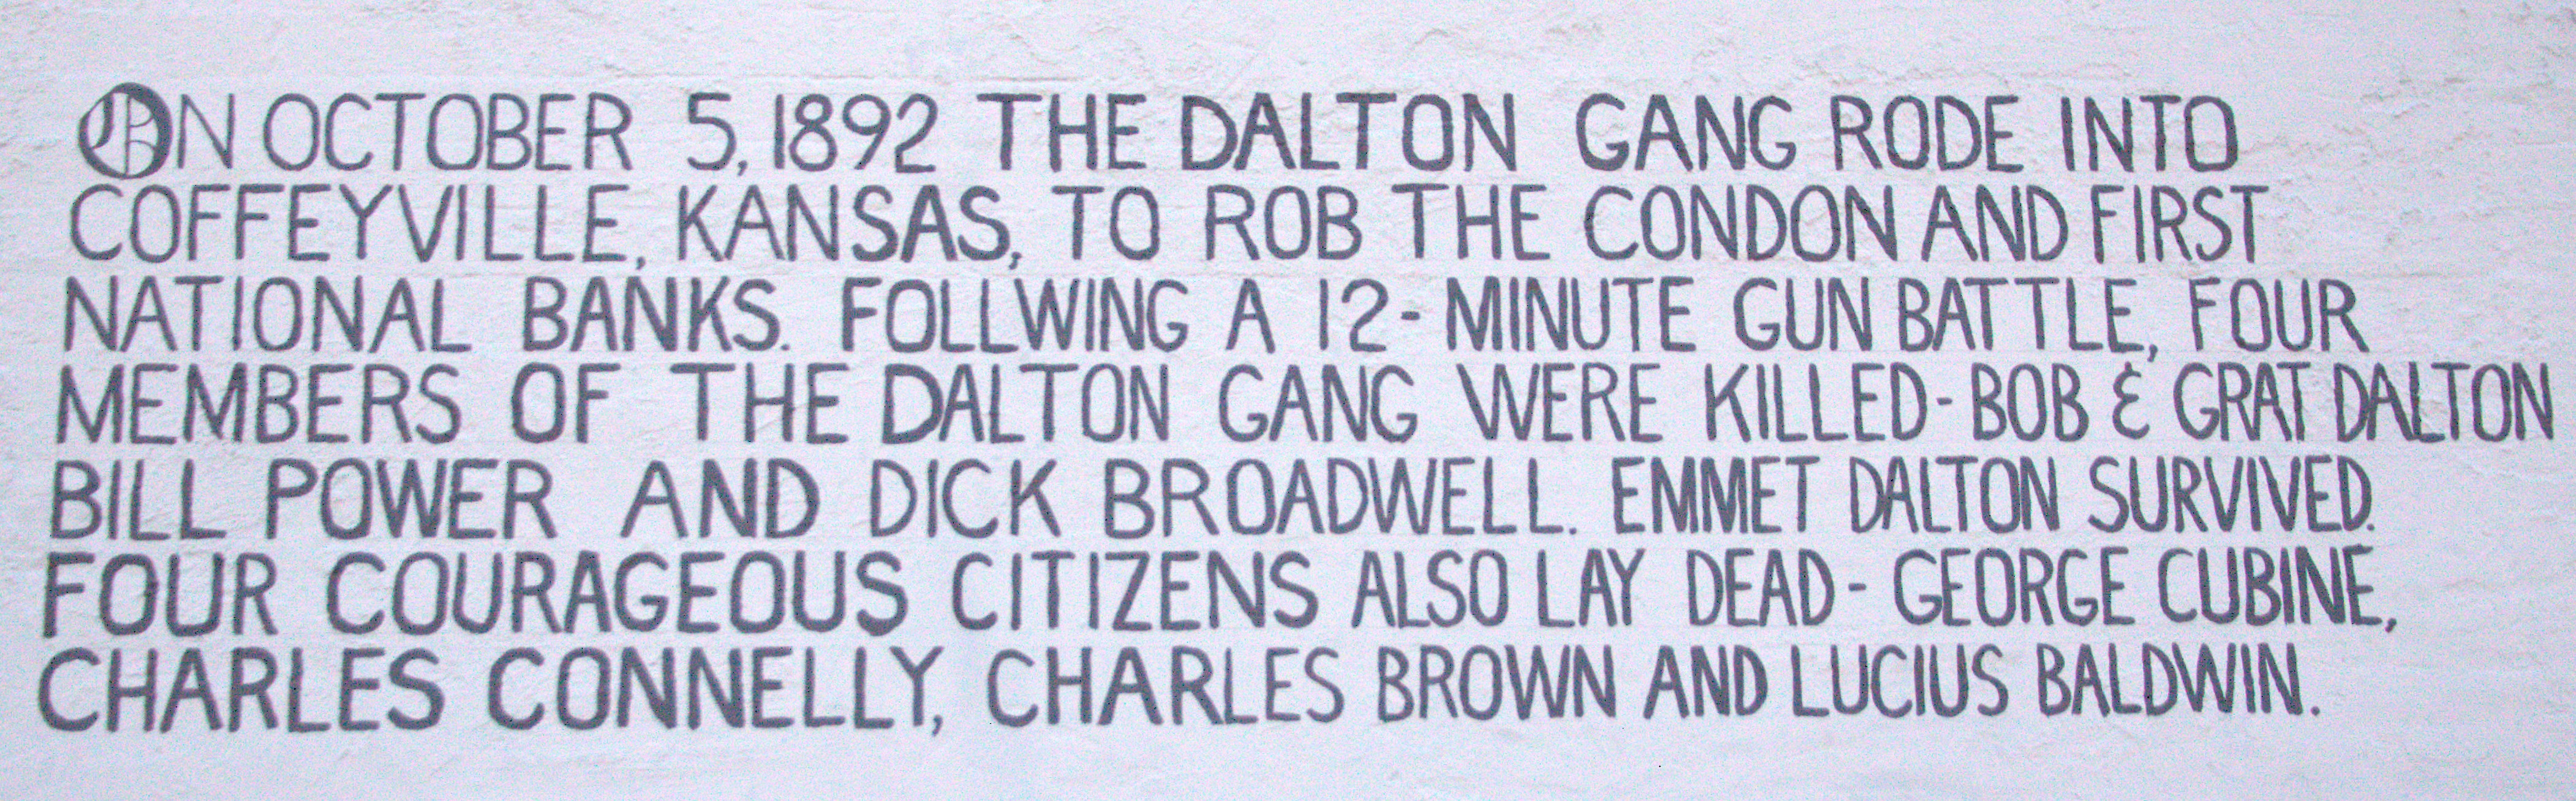 ON OCTOBER 5, 1892 THE DALTON GANG RODE INTO
COFFEYVILLE, KANSAS, TO ROB THE CONDON AND FIRST
NATIONAL BANKS. FOLLWING A 12-MINUTE GUN BATTLE, FOUR
MEMBERS OF THE DALTON GANG WERE KILLED-BOB & GRAT DALTON
BILL POWER AND DICK BROADWELL. EMMET DALTON SURVIVED.
FOUR COURAGEOUS CITIZENS ALSO LAY DEAD - GEORGE CUBINE,
CHARLES CONNELLY, CHARLES BROWN AND LUCIUS BALDWIN.